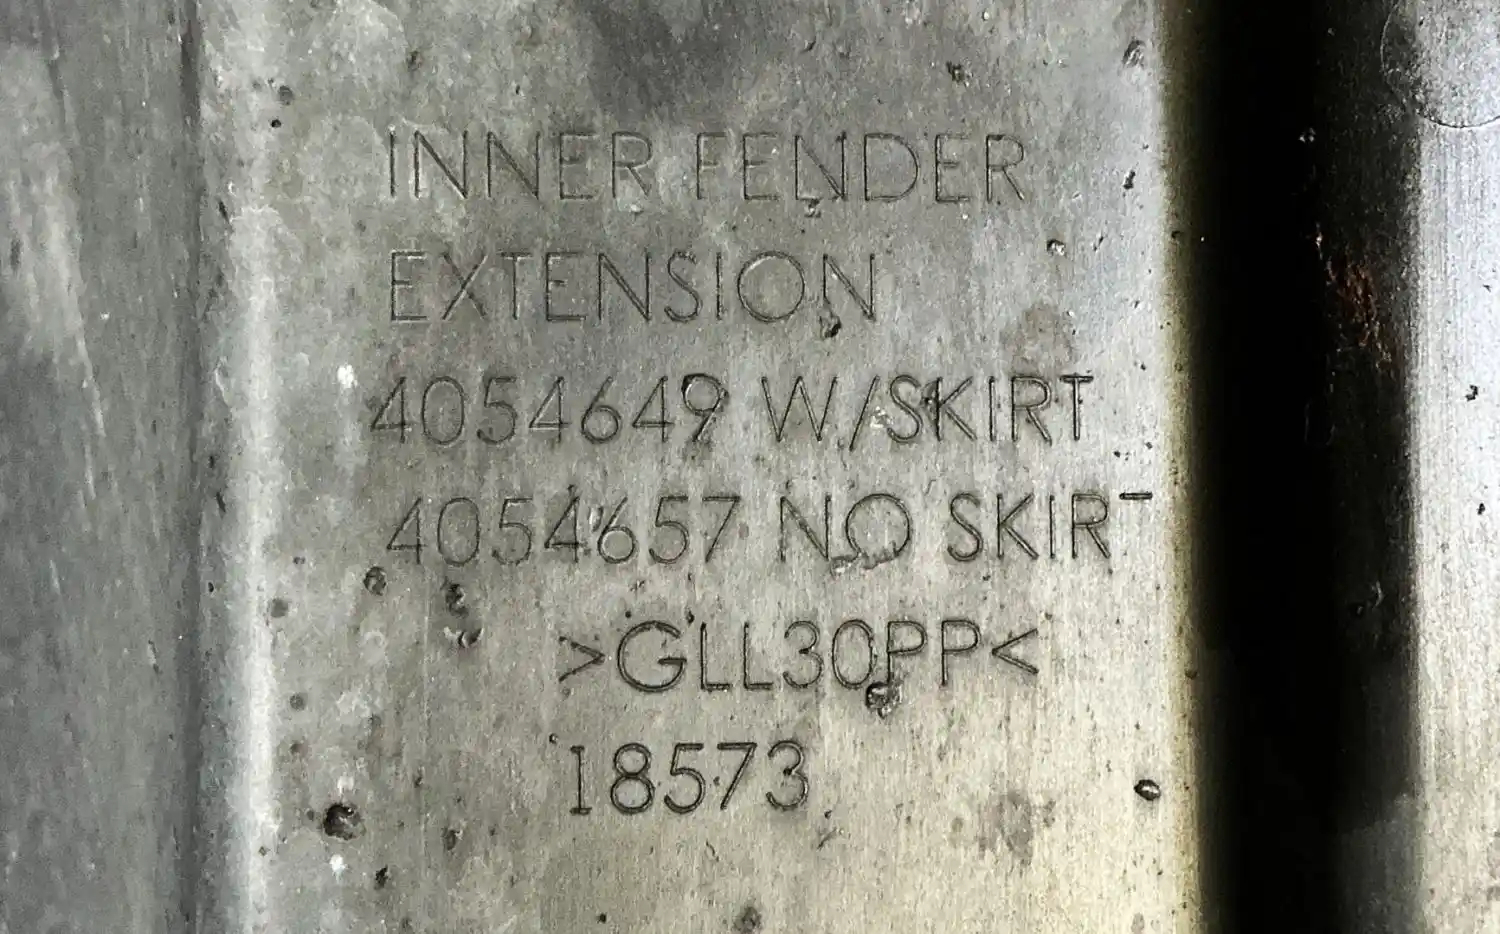 INNER FENDER
EXTENSION
4054649 W/SKIRT
4054657 NO SKIRT
>GLL30PP<
18573